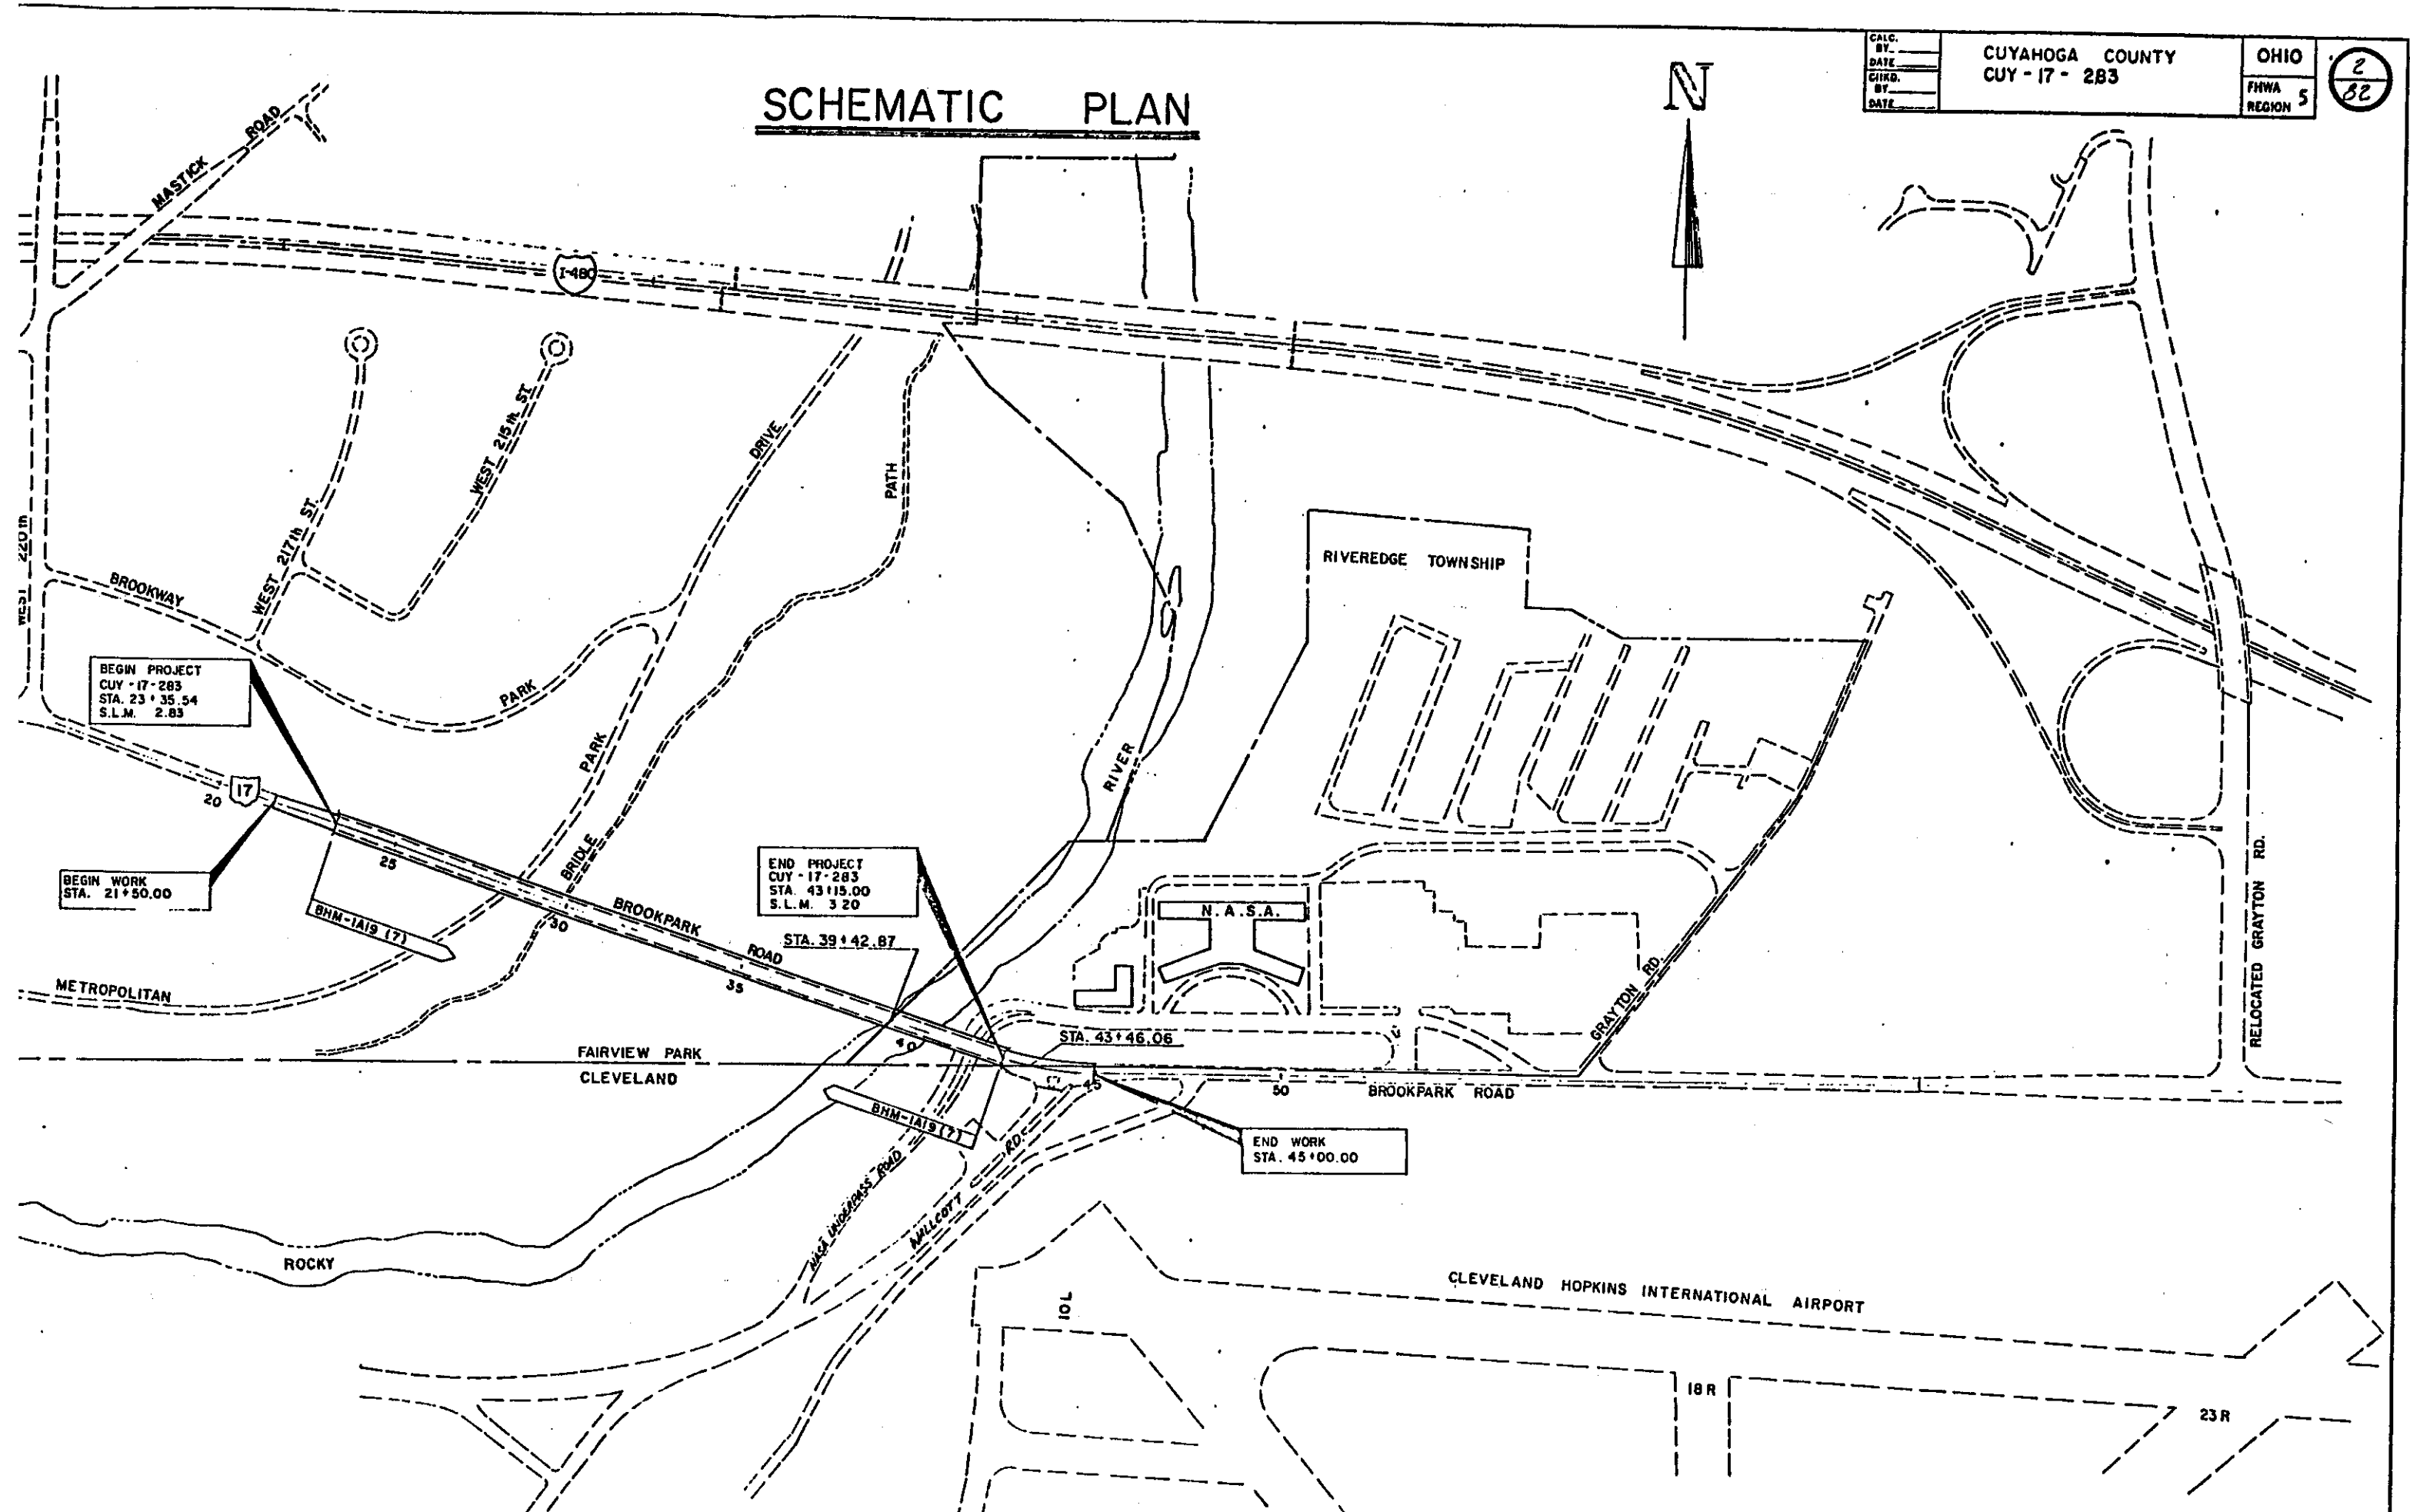 CALC.
BY
DATE
CHKD.
BY
DATE
CUYAHOGA COUNTY
CUY - 17 - 283
OHIO
FHWA
REGION 5
2
82
SCHEMATIC PLAN
N
MASTICK ROAD
I-480
WEST 220th
WEST 217th ST.
WEST 215th ST.
DRIVE
PATH
BROOKWAY
PARK
PARK
BRIDLE
RIVER
RIVEREDGE TOWNSHIP
BEGIN PROJECT
CUY - 17 - 283
STA. 23+35.54
S.L.M. 2.83
20
17
25
BEGIN WORK
STA. 21+50.00
BHM-1A19 (7)
30
BROOKPARK ROAD
35
END PROJECT
CUY - 17 - 283
STA. 43+15.00
S.L.M. 3 20
STA. 39+42.87
N.A.S.A.
GRAYTON RD.
RELOCATED GRAYTON RD.
METROPOLITAN
40
STA. 43+46.06
FAIRVIEW PARK
CLEVELAND
45
50
BROOKPARK ROAD
BHM-1A19 (7)
END WORK
STA. 45+00.00
NASA UNDERPASS ROAD
RD.
ROCKY
10 L
CLEVELAND HOPKINS INTERNATIONAL AIRPORT
18 R
23 R